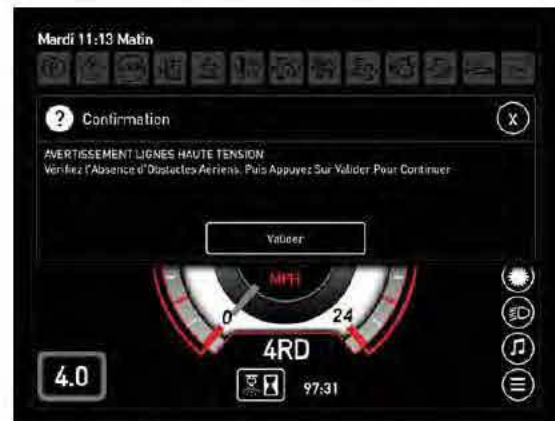 Mardi 11:13 Matin
? Confirmation X
AVERTISSEMENT LIGNES HAUTE TENSION
Vérifiez l'Absence d'Obstacles Aériens, Puis Appuyez Sur Valider Pour Continuer
Valider
MPH
0 24
4RD
4.0
97:31